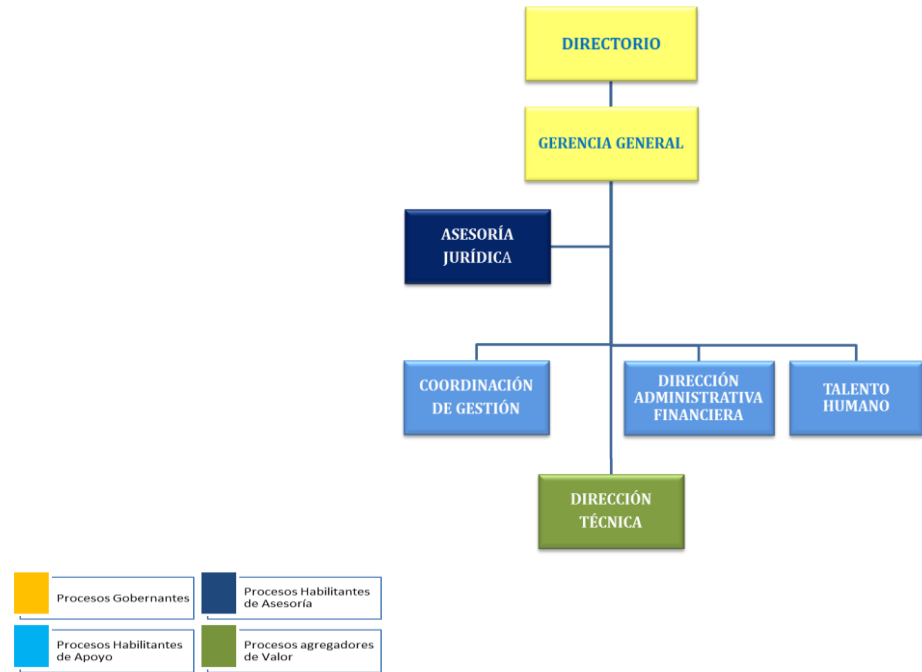 DIRECTORIO
GERENCIA GENERAL
ASESORÍA
JURÍDICA
COORDINACIÓN
DE GESTIÓN
DIRECCIÓN
ADMINISTRATIVA
FINANCIERA
TALENTO
HUMANO
DIRECCIÓN
TÉCNICA
Procesos Gobernantes
Procesos Habilitantes
de Asesoría
Procesos Habilitantes
de Apoyo
Procesos agregadores
de Valor